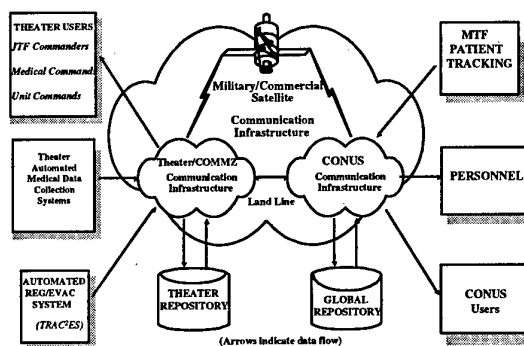 THEATER USERS
JTF Commanders
Medical Commands
Unit Commands
Theater
Automated
Medical Data
Collection
Systems
AUTOMATED
REG/EVAC
SYSTEM
(TRAC²ES)
Military/Commercial
Satellite
Communication
Infrastructure
Theater/COMMZ
Communication
Infrastructure
Land Line
CONUS
Communication
Infrastructure
THEATER
REPOSITORY
GLOBAL
REPOSITORY
(Arrows indicate data flow)
MTF
PATIENT
TRACKING
PERSONNEL
CONUS
Users